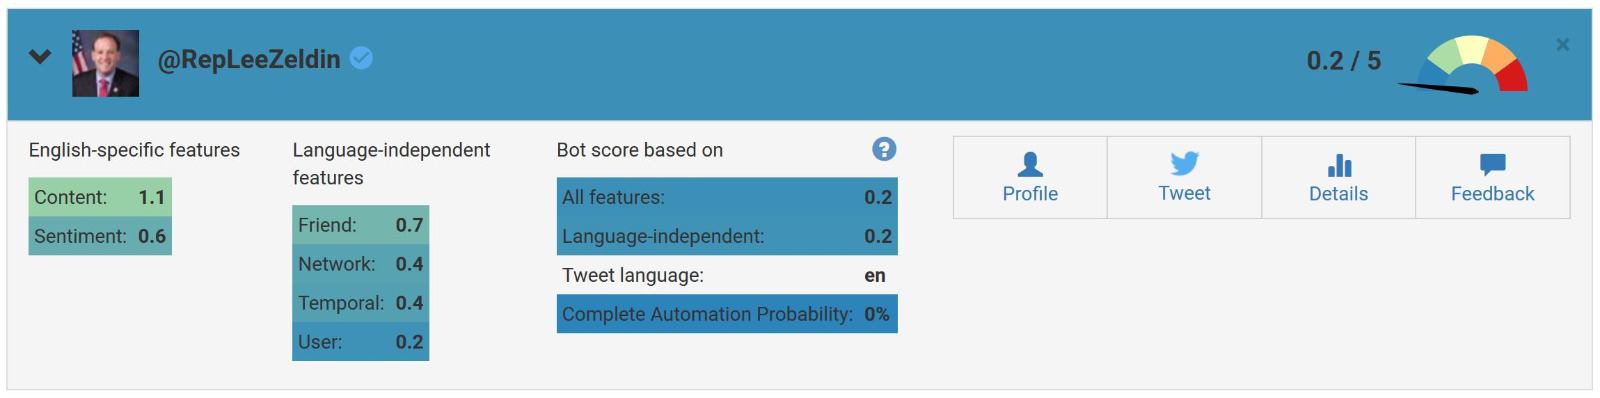 @RepLeeZeldin
0.2 / 5
×
English-specific features
Content: 1.1
Sentiment: 0.6
Language-independent
features
Friend: 0.7
Network: 0.4
Temporal: 0.4
User: 0.2
Bot score based on
?
All features: 0.2
Language-independent: 0.2
Tweet language: en
Complete Automation Probability: 0%
Profile
Tweet
Details
Feedback